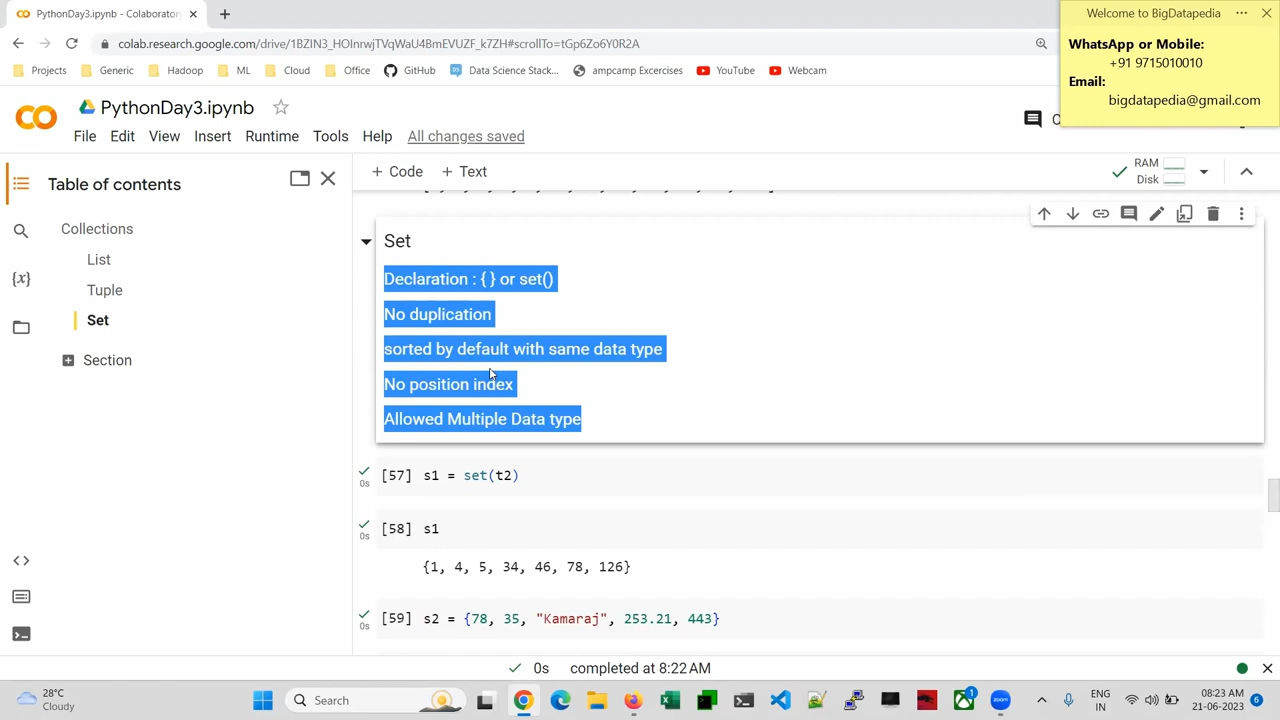 PythonDay3.ipynb - Colaborator
Welcome to BigDatapedia
WhatsApp or Mobile:
+91 9715010010
Email:
bigdatapedia@gmail.com
colab.research.google.com/drive/1BZIN3_HOInrwjTVqWaU4BmEVUZF_k7ZH#scrollTo=tGp6Zo6Y0R2A
Projects
Generic
Hadoop
ML
Cloud
Office
GitHub
Data Science Stack...
ampcamp Excercises
YouTube
Webcam
PythonDay3.ipynb
File Edit View Insert Runtime Tools Help All changes saved
Table of contents
+ Code + Text
RAM
Disk
Collections
List
Tuple
Set
Section
Set
Declaration : { } or set()
No duplication
sorted by default with same data type
No position index
Allowed Multiple Data type
[57] s1 = set(t2)
0s
[58] s1
0s
{1, 4, 5, 34, 46, 78, 126}
[59] s2 = {78, 35, "Kamaraj", 253.21, 443}
0s
0s completed at 8:22 AM
28°C
Cloudy
Search
1
zoom
ENG
IN
08:23 AM
21-06-2023
6